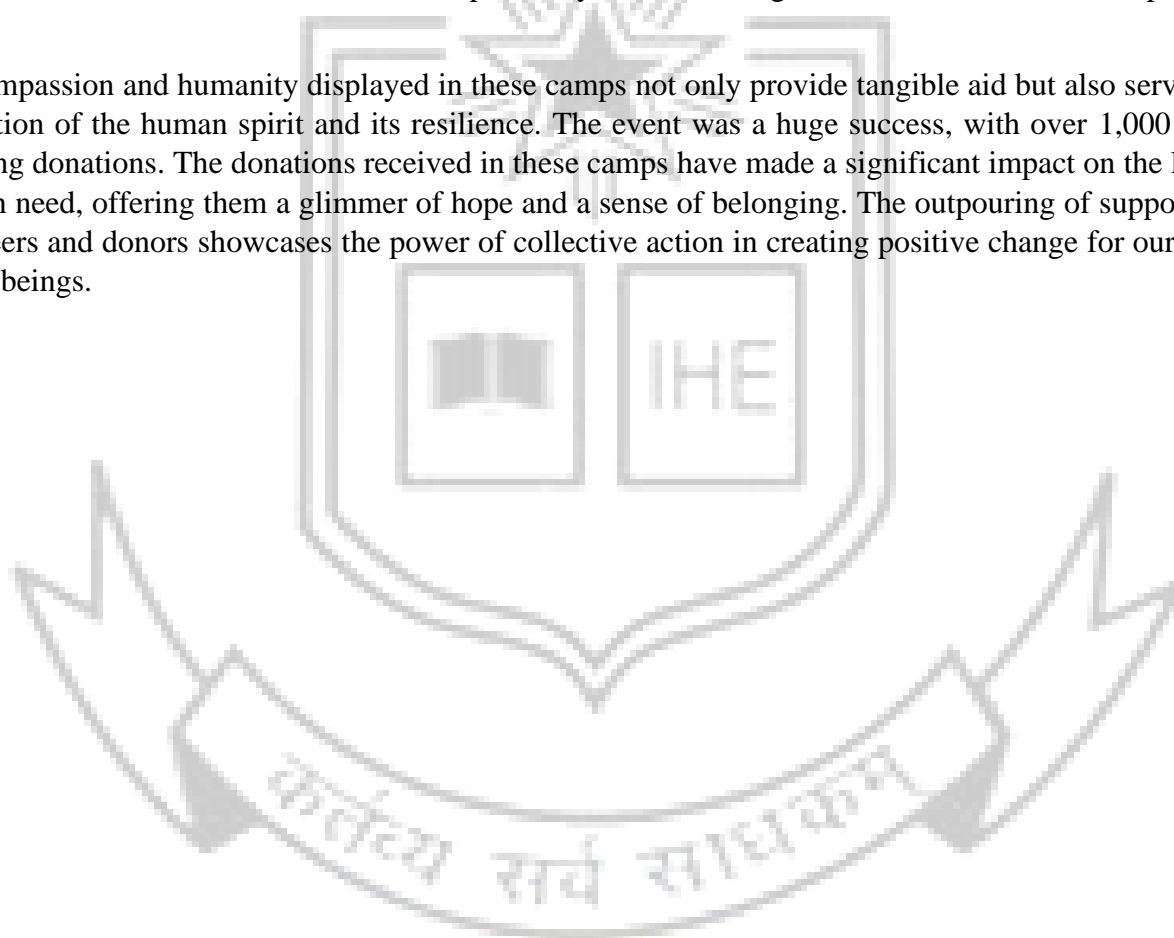 mpassion and humanity displayed in these camps not only provide tangible aid but also serv
tion of the human spirit and its resilience. The event was a huge success, with over 1,000
ng donations. The donations received in these camps have made a significant impact on the
n need, offering them a glimmer of hope and a sense of belonging. The outpouring of suppo
eers and donors showcases the power of collective action in creating positive change for our
beings.
IHE
कर्तव्य सर्व साधकम